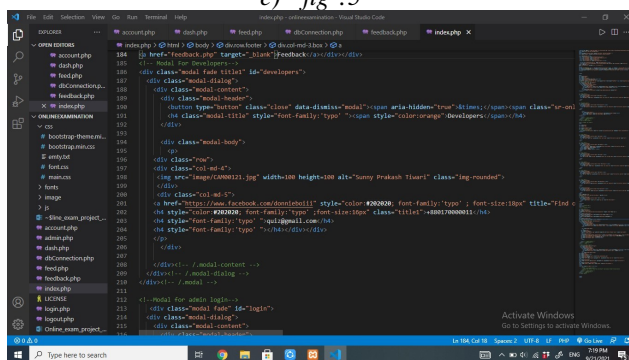 c) fig :5
File Edit Selection View Go Run Terminal Help
index.php - onlineexamination - Visual Studio Code
EXPLORER
account.php
dash.php
feed.php
dbConnection.php
feedback.php
index.php
OPEN EDITORS
account.php
dash.php
feed.php
dbConnection.p...
feedback.php
index.php
ONLINEEXAMINATION
css
bootstrap-theme.mi...
bootstrap.min.css
emty.txt
font.css
main.css
fonts
image
js
~$line_exam_project_...
account.php
admin.php
dash.php
dbConnection.php
feed.php
feedback.php
index.php
LICENSE
login.php
logout.php
Online_exam_project_...
index.php > html > body > div.row.footer > div.col-md-3.box > a
184 <a href="feedback.php" target="_blank">Feedback</a></div></div>
185 <!-- Modal For Developers-->
186 <div class="modal fade title1" id="developers">
187 <div class="modal-dialog">
188 <div class="modal-content">
189 <div class="modal-header">
190 <button type="button" class="close" data-dismiss="modal"><span aria-hidden="true">&times;</span><span class="sr-onl
191 <h4 class="modal-title" style="font-family:'typo' "><span style="color:orange">Developers</span></h4>
192 </div>
193
194 <div class="modal-body">
195 <p>
196 <div class="row">
197 <div class="col-md-4">
198 <img src="image/CAM00121.jpg" width=100 height=100 alt="Sunny Prakash Tiwari" class="img-rounded">
199 </div>
200 <div class="col-md-5">
201 <a href="https://www.facebook.com/donnieboiii" style="color:#202020; font-family:'typo' ; font-size:18px" title="Find o
202 <h4 style="color:#202020; font-family:'typo' ;font-size:16px" class="title1">+880170000011</h4>
203 <h4 style="font-family:'typo' ">quiz@gmail.com</h4>
204 <h4 style="font-family:'typo' "></h4></div></div>
205 </p>
206 </div>
207
208 </div><!-- /.modal-content -->
209 </div><!-- /.modal-dialog -->
210 </div><!-- /.modal -->
211
212 <!--Modal for admin login-->
213 <div class="modal fade" id="login">
214 <div class="modal-dialog">
215 <div class="modal-content">
<div class="modal-header">
Activate Windows
Go to Settings to activate Windows.
0 0
Ln 184, Col 18 Spaces: 2 UTF-8 LF PHP Go Live
Type here to search
ENG
7:19 PM
9/21/2021